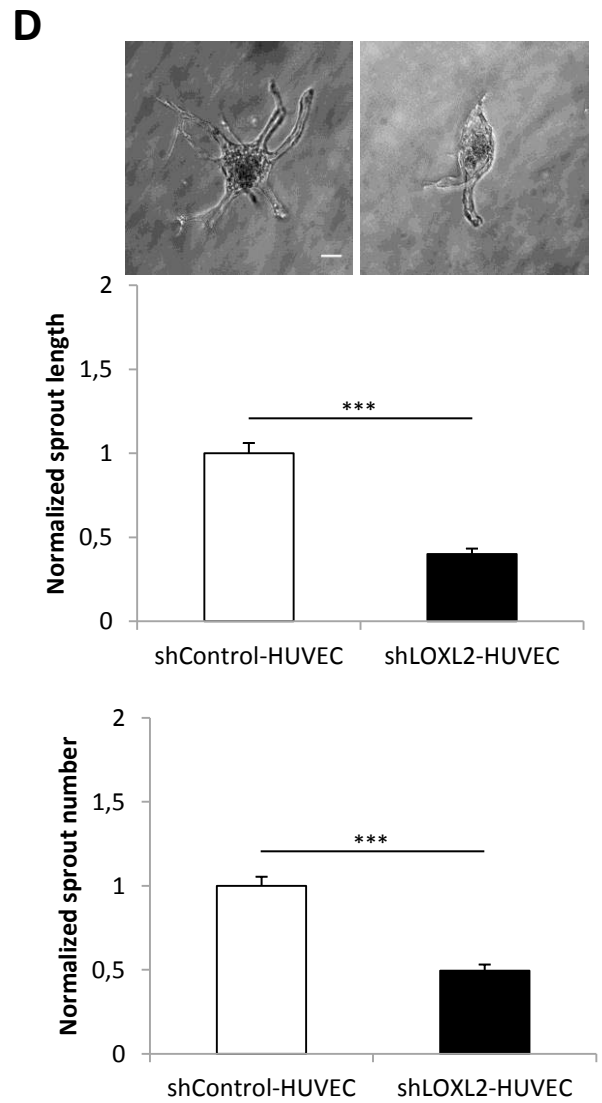 D
Normalized sprout length
2
1,5
1
0,5
0
***
shControl-HUVEC shLOXL2-HUVEC
Normalized sprout number
2
1,5
1
0,5
0
***
shControl-HUVEC shLOXL2-HUVEC